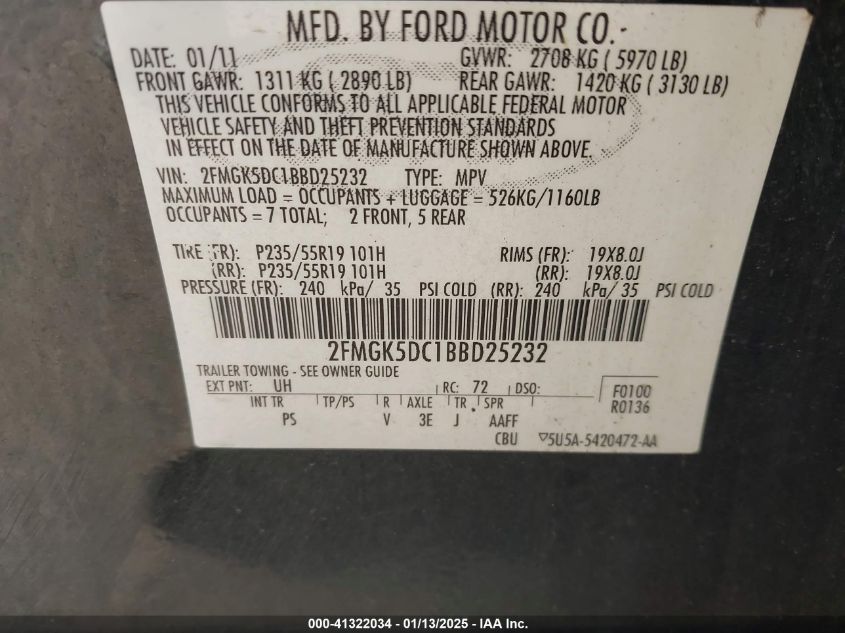 MFD. BY FORD MOTOR CO.
DATE: 01/11 GVWR: 2708 KG ( 5970 LB)
FRONT GAWR: 1311 KG ( 2890 LB) REAR GAWR: 1420 KG ( 3130 LB)
THIS VEHICLE CONFORMS TO ALL APPLICABLE FEDERAL MOTOR
VEHICLE SAFETY AND THEFT PREVENTION STANDARDS
IN EFFECT ON THE DATE OF MANUFACTURE SHOWN ABOVE.
VIN: 2FMGK5DC1BBD25232 TYPE: MPV
MAXIMUM LOAD = OCCUPANTS + LUGGAGE = 526KG/1160LB
OCCUPANTS = 7 TOTAL; 2 FRONT, 5 REAR
TIRE (FR): P235/55R19 101H RIMS (FR): 19X8.0J
(RR): P235/55R19 101H (RR): 19X8.0J
PRESSURE (FR): 240 kPa/ 35 PSI COLD (RR): 240 kPa/ 35 PSI COLD
2FMGK5DC1BBD25232
TRAILER TOWING - SEE OWNER GUIDE
EXT PNT: UH RC: 72 DSO: F0100
INT TR TP/PS R AXLE TR SPR R0136
PS V 3E J AAFF
CBU ▽5U5A-5420472-AA
000-41322034 - 01/13/2025 - IAA Inc.